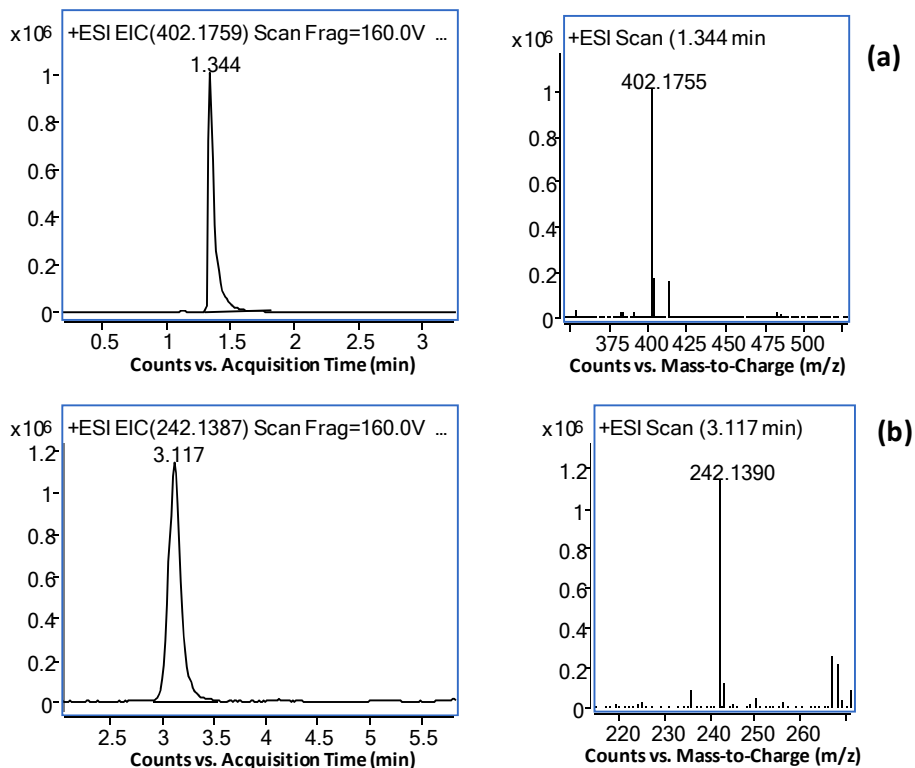 x10⁶ +ESI EIC(402.1759) Scan Frag=160.0V ...
1.344
1
0.8
0.6
0.4
0.2
0
0.5 1 1.5 2 2.5 3
Counts vs. Acquisition Time (min)
x10⁶ +ESI Scan (1.344 min
(a)
402.1755
1
0.8
0.6
0.4
0.2
0
375 400 425 450 475 500
Counts vs. Mass-to-Charge (m/z)
x10⁶ +ESI EIC(242.1387) Scan Frag=160.0V ...
3.117
1.2
1
0.8
0.6
0.4
0.2
0
2.5 3 3.5 4 4.5 5 5.5
Counts vs. Acquisition Time (min)
x10⁶ +ESI Scan (3.117 min)
(b)
242.1390
1.2
1
0.8
0.6
0.4
0.2
0
220 230 240 250 260
Counts vs. Mass-to-Charge (m/z)